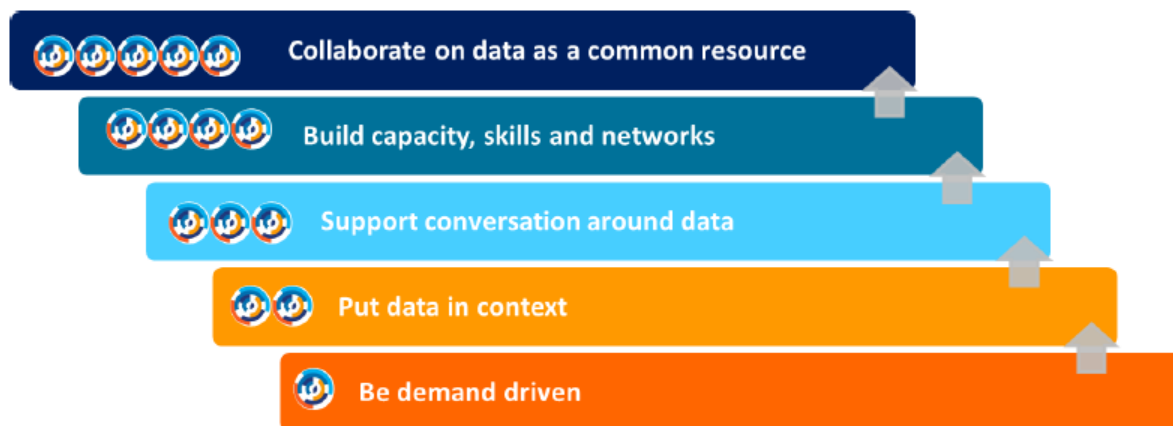 Collaborate on data as a common resource
Build capacity, skills and networks
Support conversation around data
Put data in context
Be demand driven